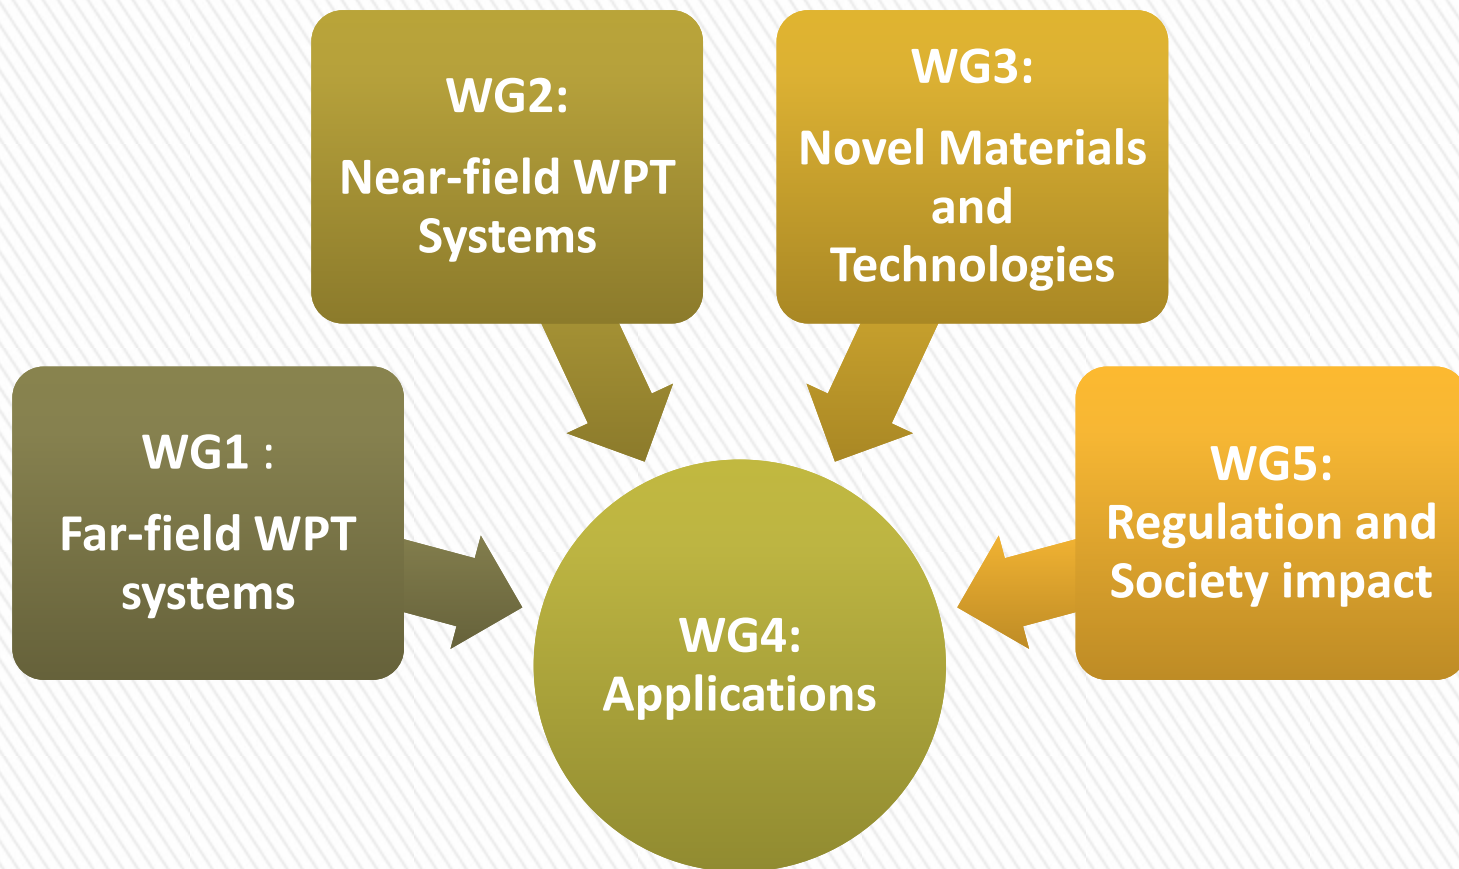 WG1 :
Far-field WPT
systems
WG2:
Near-field WPT
Systems
WG3:
Novel Materials
and
Technologies
WG5:
Regulation and
Society impact
WG4:
Applications